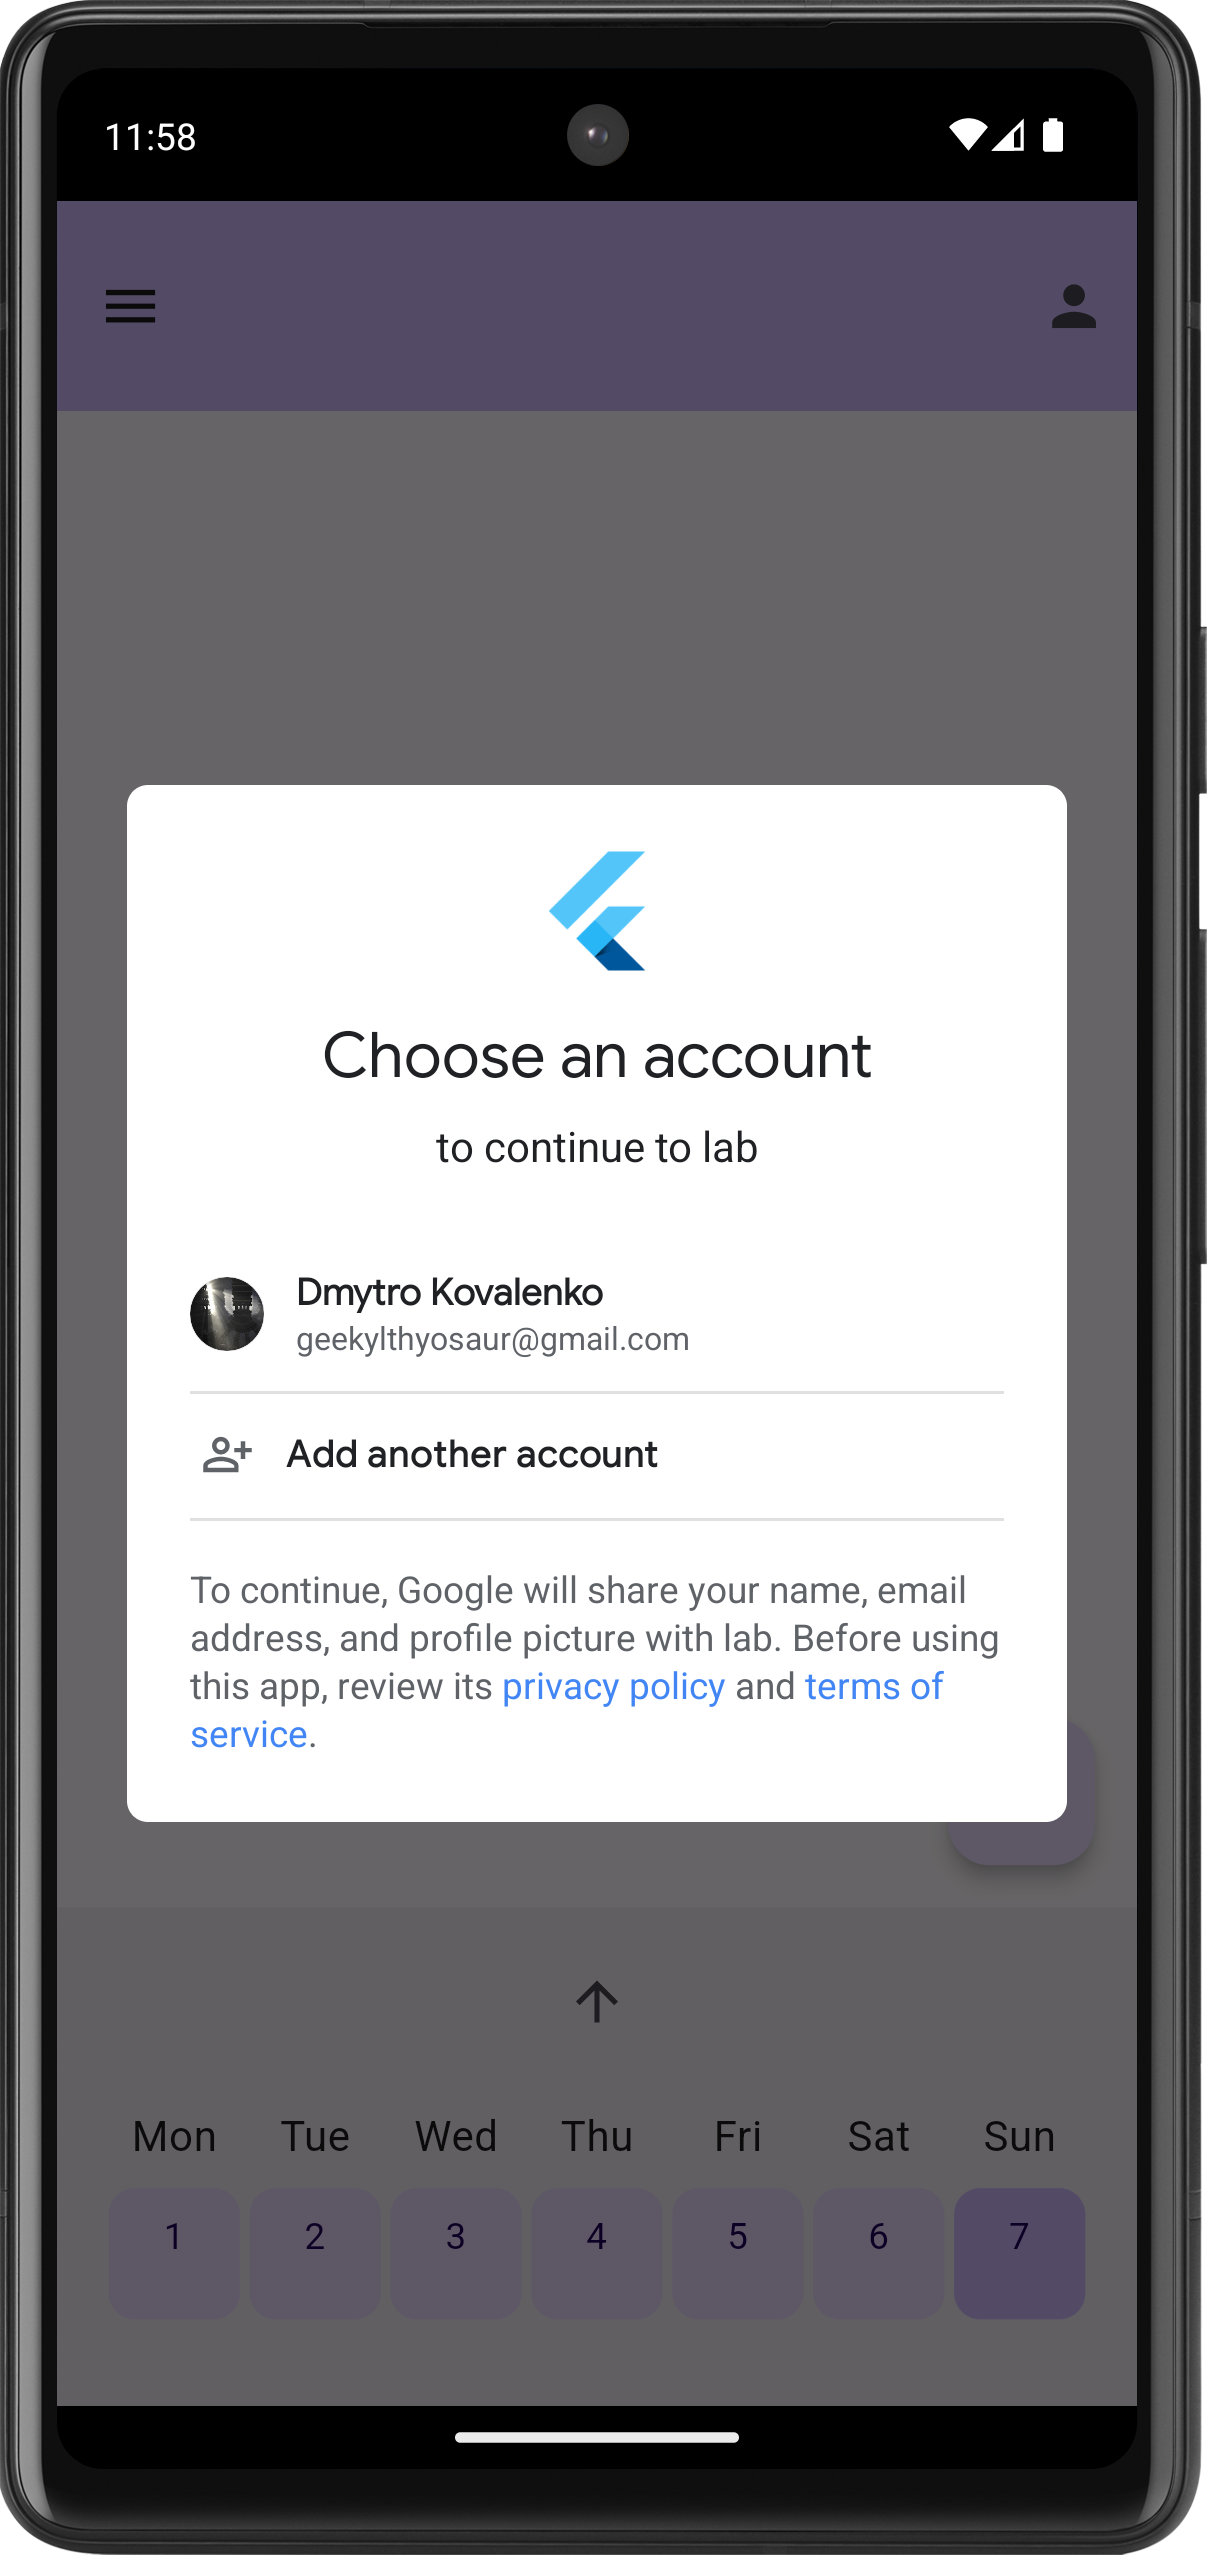 11:58
Choose an account
to continue to lab
Dmytro Kovalenko
geekylthyosaur@gmail.com
Add another account
To continue, Google will share your name, email
address, and profile picture with lab. Before using
this app, review its privacy policy and terms of
service.
Mon Tue Wed Thu Fri Sat Sun
1 2 3 4 5 6 7